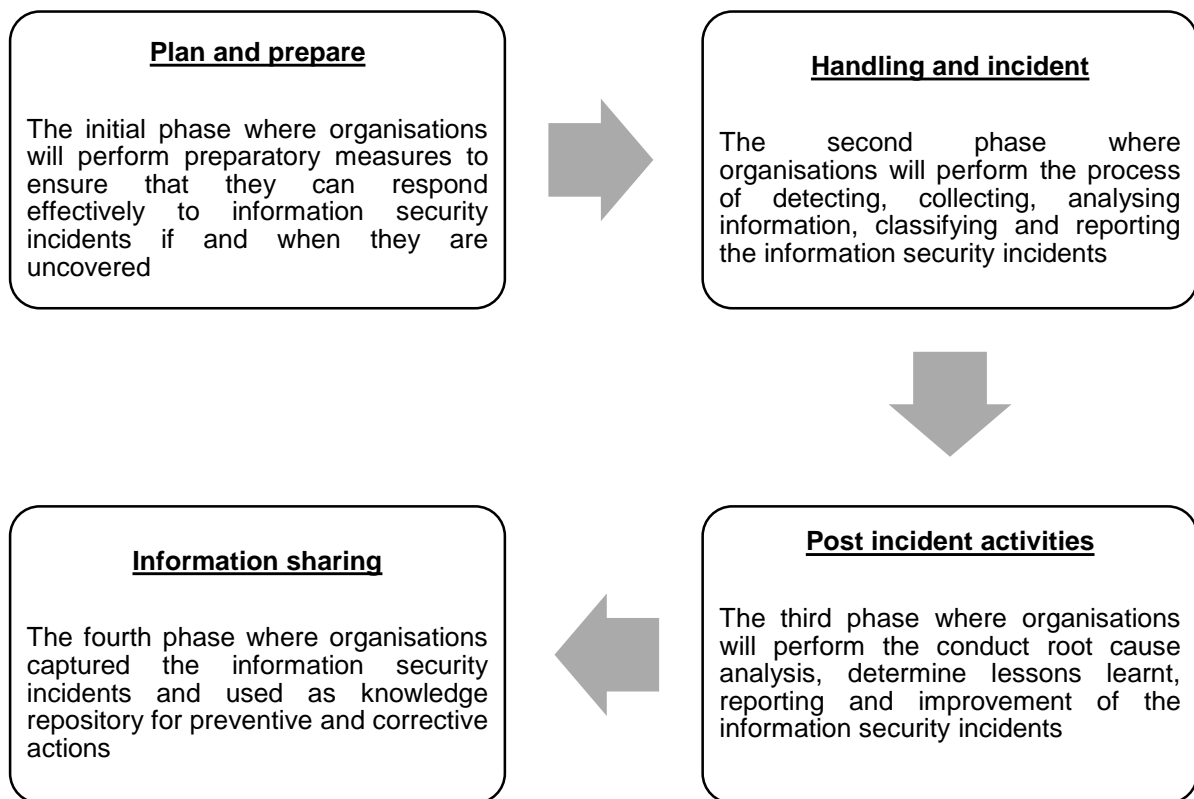 Plan and prepare
The initial phase where organisations
will perform preparatory measures to
ensure that they can respond
effectively to information security
incidents if and when they are
uncovered
Handling and incident
The second phase where
organisations will perform the process
of detecting, collecting, analysing
information, classifying and reporting
the information security incidents
Post incident activities
The third phase where organisations
will perform the conduct root cause
analysis, determine lessons learnt,
reporting and improvement of the
information security incidents
Information sharing
The fourth phase where organisations
captured the information security
incidents and used as knowledge
repository for preventive and corrective
actions